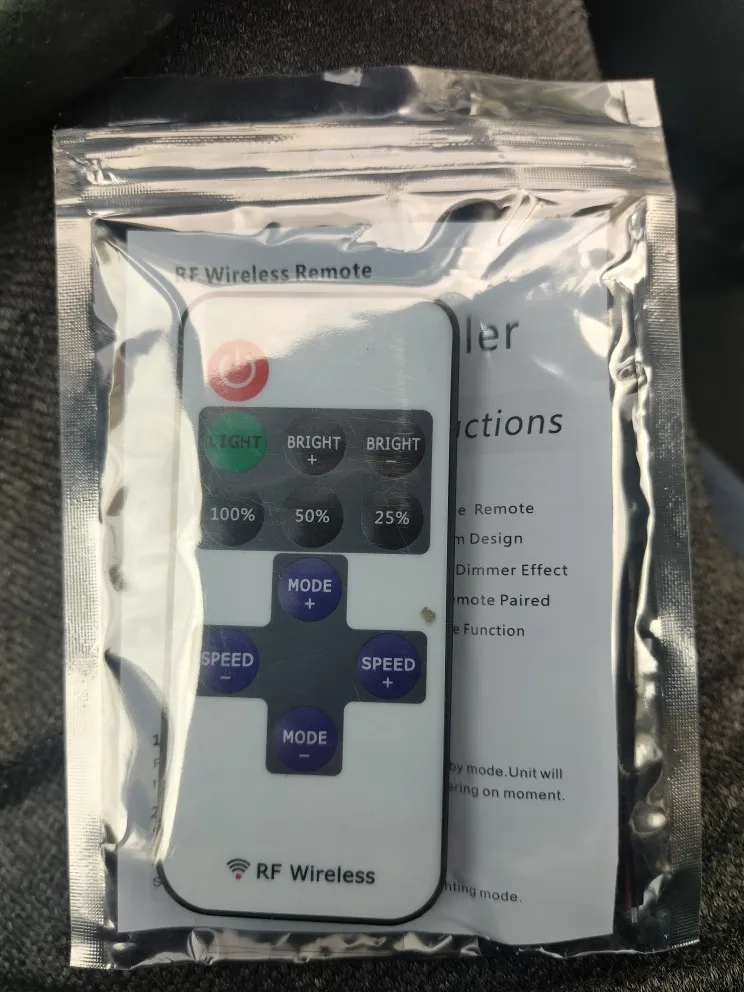 RF Wireless Remote
ler
uctions
LIGHT BRIGHT + BRIGHT -
100% 50% 25%
e Remote
m Design
Dimmer Effect
emote Paired
e Function
MODE +
SPEED - SPEED +
MODE -
by mode.Unit will
aring on moment.
RF Wireless
nting mode.